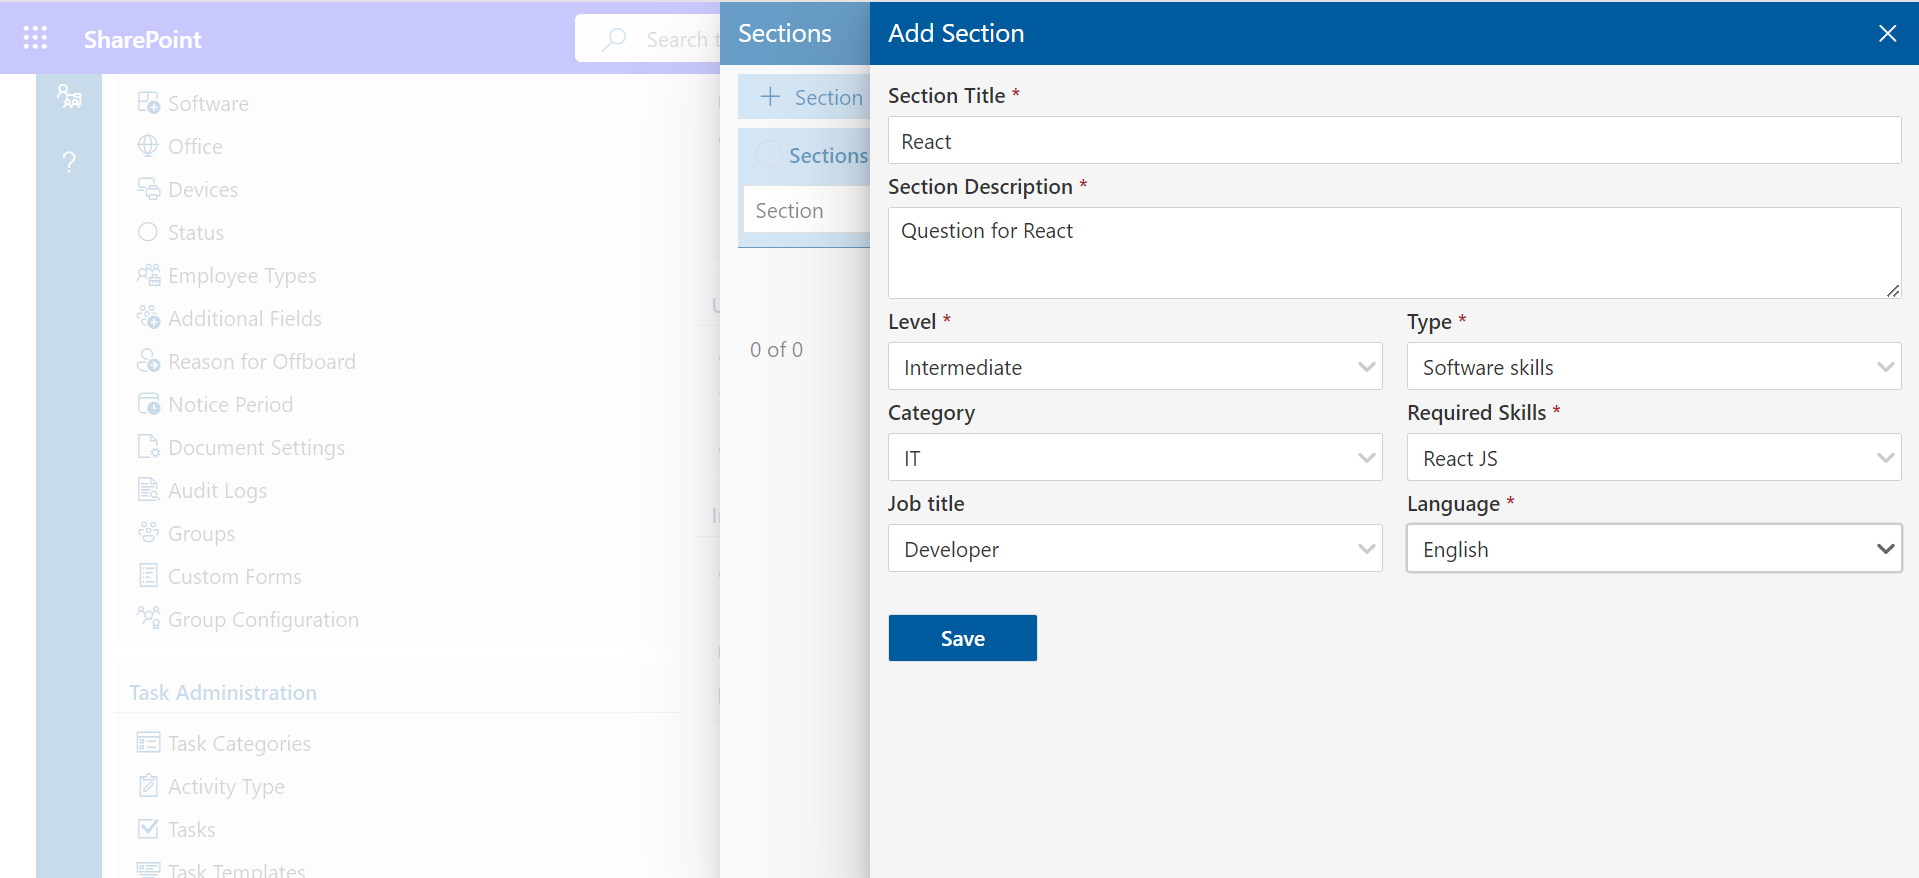 SharePoint
Search t
Software
Office
Devices
Status
Employee Types
Additional Fields
Reason for Offboard
Notice Period
Document Settings
Audit Logs
Groups
Custom Forms
Group Configuration
Task Administration
Task Categories
Activity Type
Tasks
Task Templates
Sections
+ Section
Sections
Section
0 of 0
Add Section
Section Title *
React
Section Description *
Question for React
Level *
Type *
Intermediate
Software skills
Category
Required Skills *
IT
React JS
Job title
Language *
Developer
English
Save